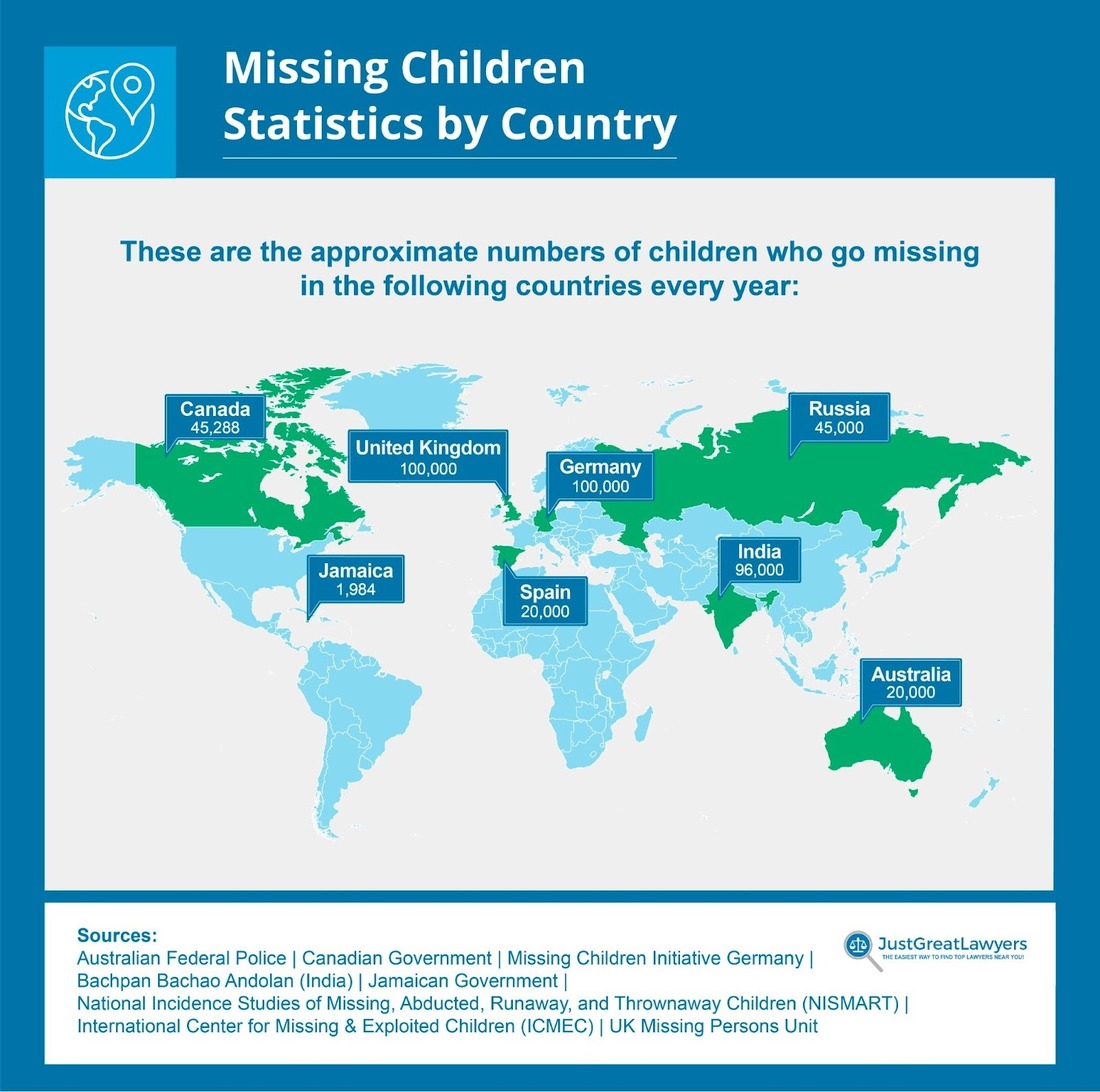 Missing Children
Statistics by Country
These are the approximate numbers of children who go missing
in the following countries every year:
Canada
45,288
Russia
45,000
United Kingdom
100,000
Germany
100,000
India
96,000
Jamaica
1,984
Spain
20,000
Australia
20,000
Sources:
Australian Federal Police | Canadian Government | Missing Children Initiative Germany |
Bachpan Bachao Andolan (India) | Jamaican Government |
National Incidence Studies of Missing, Abducted, Runaway, and Thrownaway Children (NISMART) |
International Center for Missing & Exploited Children (ICMEC) | UK Missing Persons Unit
JustGreatLawyers
THE EASIEST WAY TO FIND TOP LAWYERS NEAR YOU!